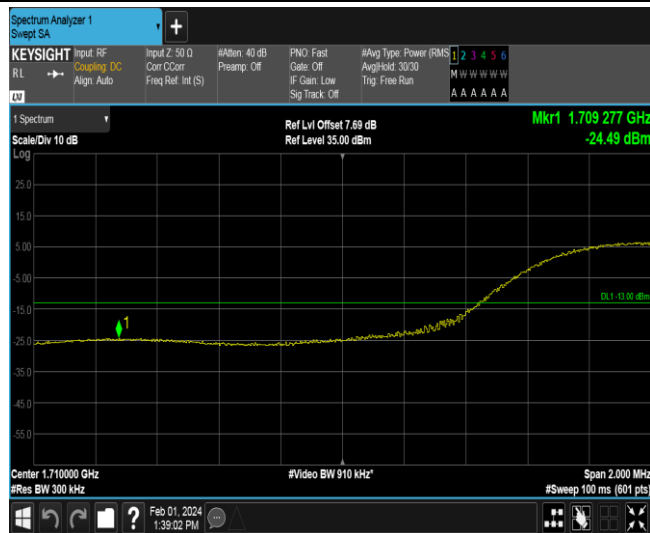 Spectrum Analyzer 1
Swept SA
KEYSIGHT
RL
LXI
Input: RF
Coupling: DC
Align: Auto
Input Z: 50 Ω
Corr CCorr
Freq Ref: Int (S)
#Atten: 40 dB
Preamp: Off
PNO: Fast
Gate: Off
IF Gain: Low
Sig Track: Off
#Avg Type: Power (RMS
Avg|Hold: 30/30
Trig: Free Run
1 2 3 4 5 6
M W W W W W
A A A A A A
1 Spectrum
Scale/Div 10 dB
Ref Lvl Offset 7.69 dB
Ref Level 35.00 dBm
Mkr1 1.709 277 GHz
-24.49 dBm
Log
25.0
15.0
5.00
-5.00
DL1 -13.00 dBm
-15.0
1
-25.0
-35.0
-45.0
-55.0
Center 1.710000 GHz
#Video BW 910 kHz*
Span 2.000 MHz
#Res BW 300 kHz
#Sweep 100 ms (601 pts)
?
Feb 01, 2024
1:39:02 PM